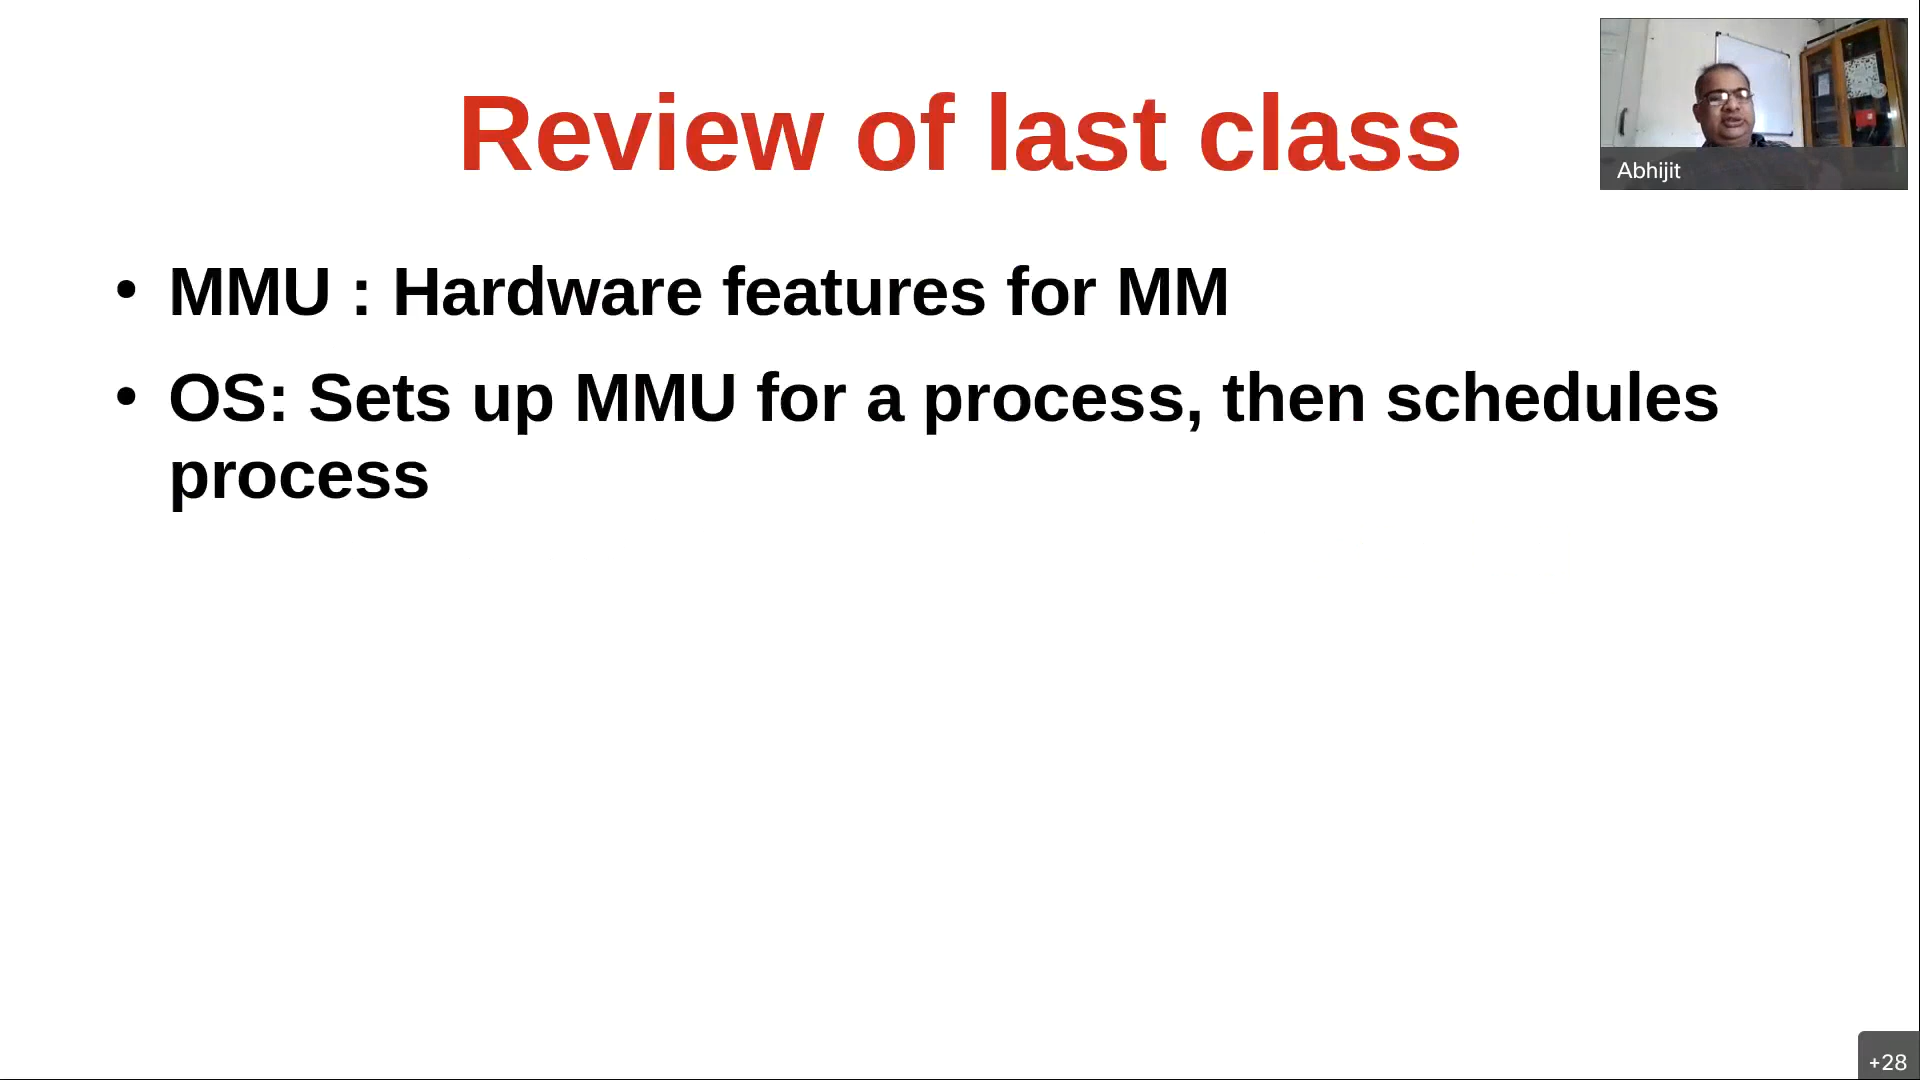 Review of last class
Abhijit
• MMU : Hardware features for MM
• OS: Sets up MMU for a process, then schedules
process
+28